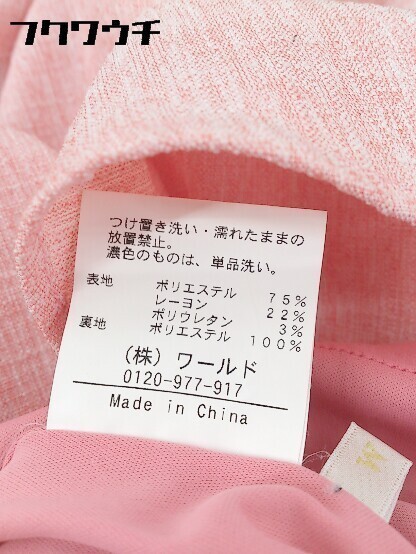 フクワウチ
つけ置き洗い・濡れたままの
放置禁止。
濃色のものは、単品洗い。
表地 ポリエステル 75%
レーヨン 22%
ポリウレタン 3%
裏地 ポリエステル 100%
(株) ワールド
0120-977-917
Made in China